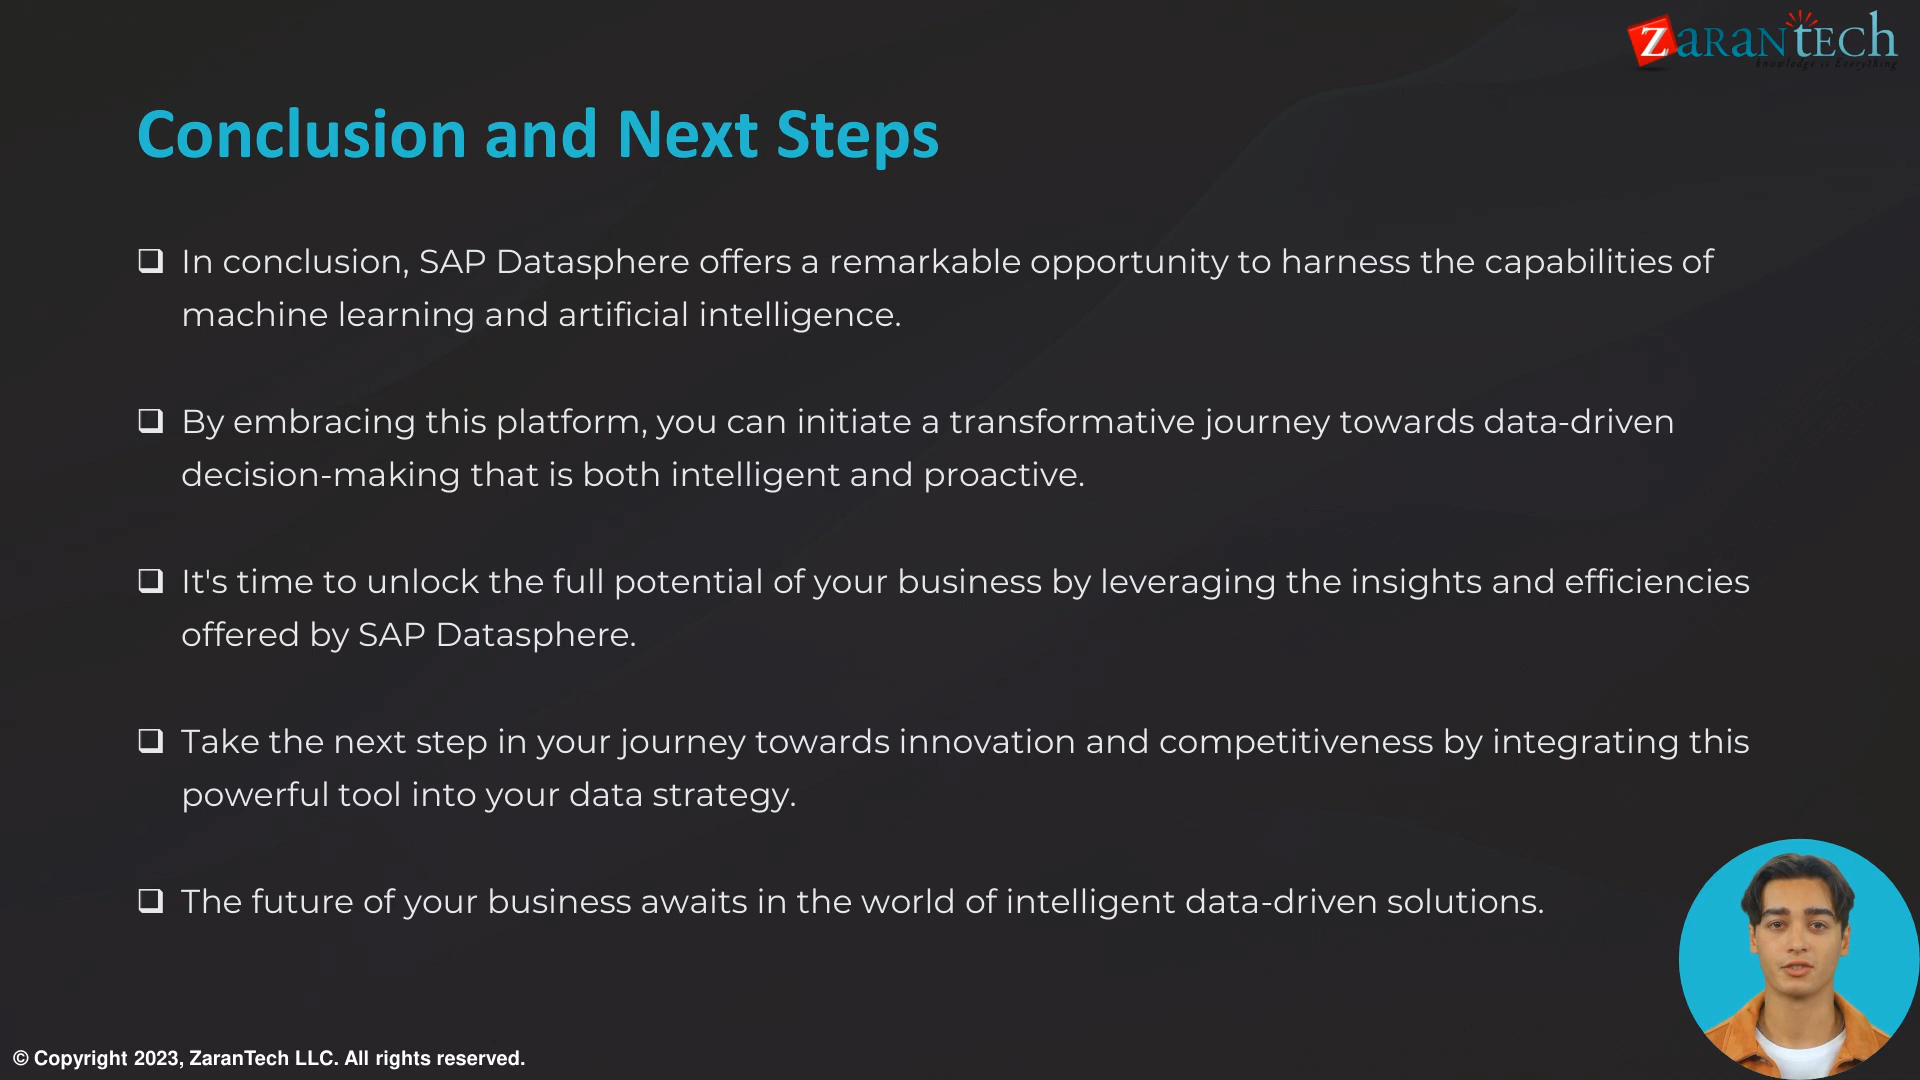 ZaranTech
knowledge is Everything
Conclusion and Next Steps
In conclusion, SAP Datasphere offers a remarkable opportunity to harness the capabilities of
machine learning and artificial intelligence.
By embracing this platform, you can initiate a transformative journey towards data-driven
decision-making that is both intelligent and proactive.
It's time to unlock the full potential of your business by leveraging the insights and efficiencies
offered by SAP Datasphere.
Take the next step in your journey towards innovation and competitiveness by integrating this
powerful tool into your data strategy.
The future of your business awaits in the world of intelligent data-driven solutions.
© Copyright 2023, ZaranTech LLC. All rights reserved.